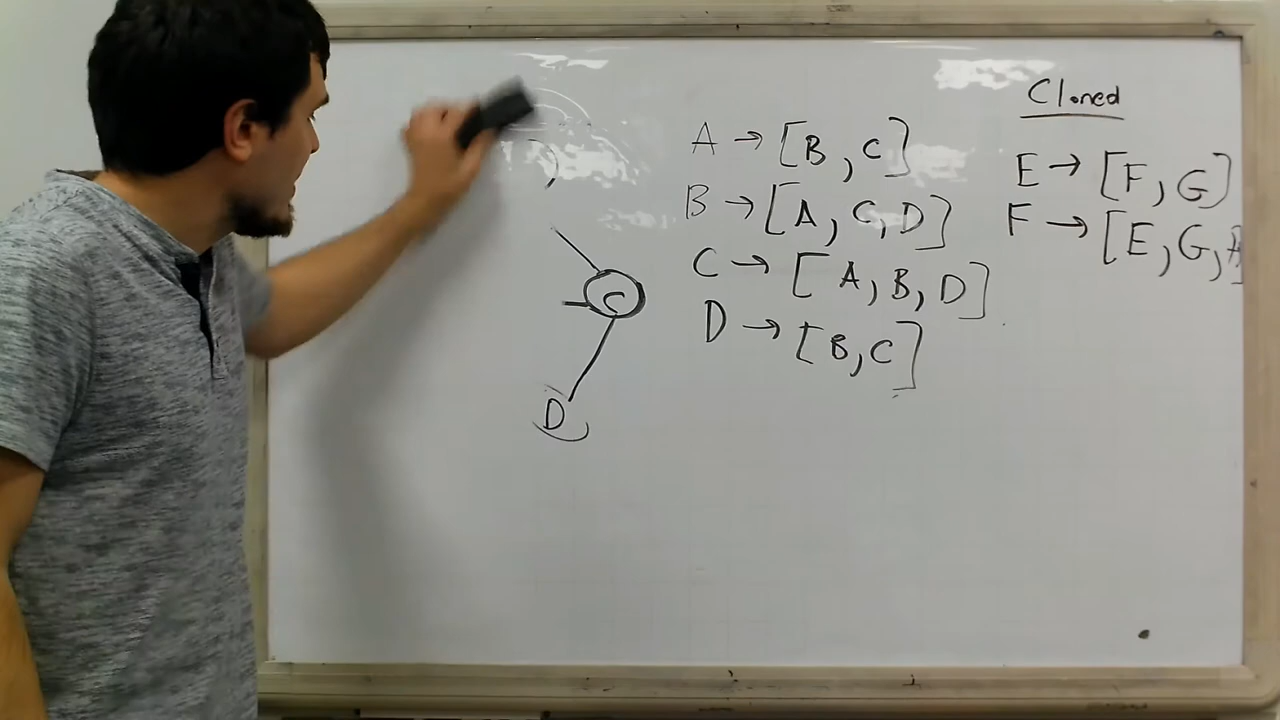 A → [B, C]
B → [A, C, D]
C → [A, B, D]
D → [B, C]
Cloned
E → [F, G]
F → [E, G,
C
D